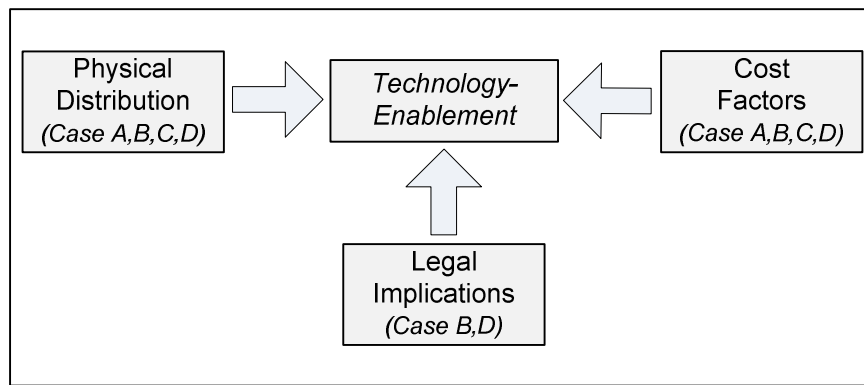 Physical
Distribution
(Case A,B,C,D)
Technology-
Enablement
Cost
Factors
(Case A,B,C,D)
Legal
Implications
(Case B,D)